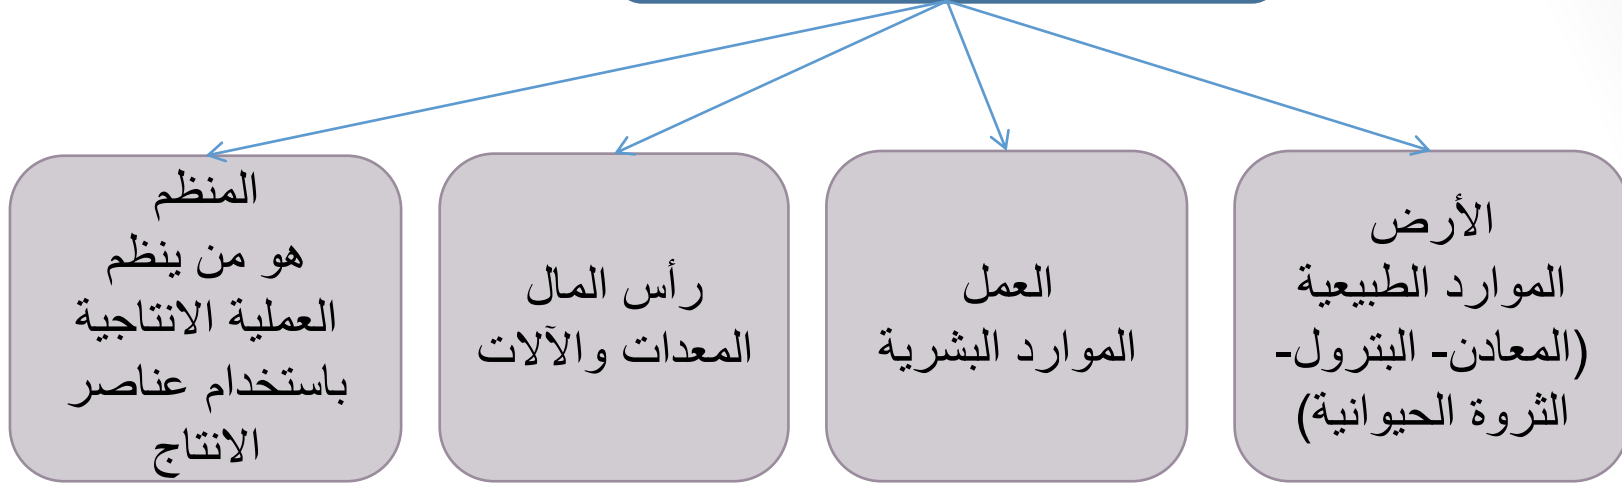 الأرض
الموارد الطبيعية
(المعادن- البترول-
الثروة الحيوانية)
العمل
الموارد البشرية
رأس المال
المعدات والآلات
المنظم
هو من ينظم
العملية الانتاجية
باستخدام عناصر
الانتاج